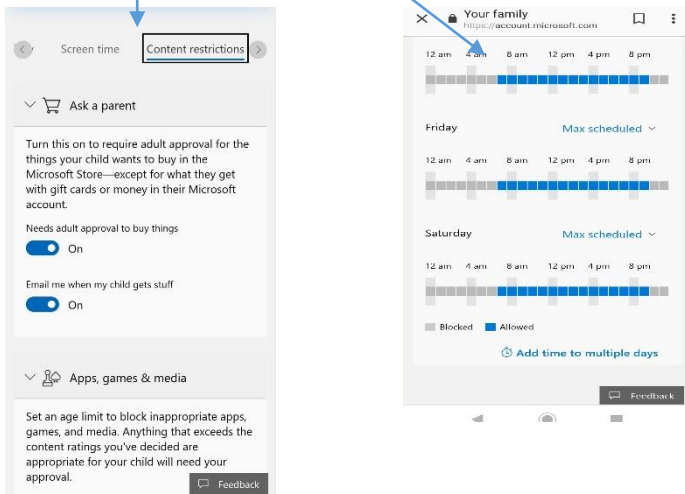 Screen time
Content restrictions
Ask a parent
Turn this on to require adult approval for the
things your child wants to buy in the
Microsoft Store—except for what they get
with gift cards or money in their Microsoft
account.
Needs adult approval to buy things
On
Email me when my child gets stuff
On
Apps, games & media
Set an age limit to block inappropriate apps,
games, and media. Anything that exceeds the
content ratings you've decided are
appropriate for your child will need your
approval.
Feedback
Your family
https://account.microsoft.com
12 am 4 am 8 am 12 pm 4 pm 8 pm
Friday Max scheduled
12 am 4 am 8 am 12 pm 4 pm 8 pm
Saturday Max scheduled
12 am 4 am 8 am 12 pm 4 pm 8 pm
Blocked Allowed
Add time to multiple days
Feedback